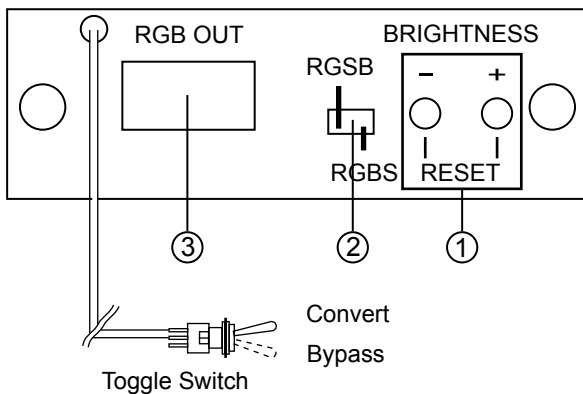 RGB OUT
BRIGHTNESS
RGSB
- +
RGBS
RESET
3
2
1
Convert
Bypass
Toggle Switch